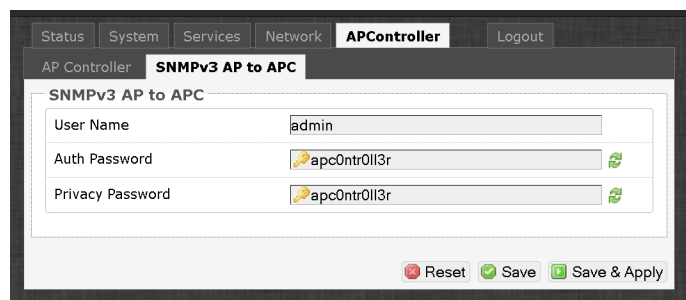 Status System Services Network APController Logout
AP Controller SNMPv3 AP to APC
SNMPv3 AP to APC
User Name admin
Auth Password apc0ntr0ll3r
Privacy Password apc0ntr0ll3r
Reset Save Save & Apply